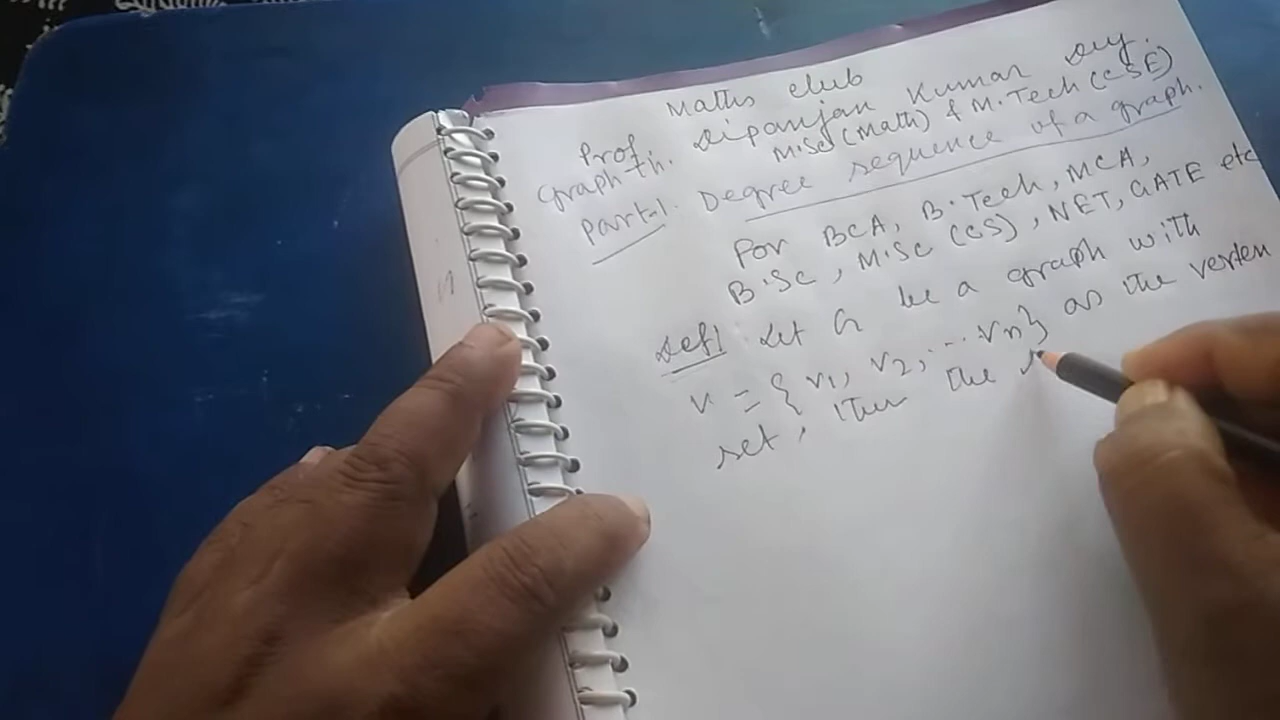 Maths club
Prof. Dipanjan Kumar Dey.
M.Sc (Math) & M.Tech (CSE)
Graph Th.
Part-1. Degree sequence of a graph.
For BCA, B.Tech, MCA,
B.Sc, M.Sc (CS), NET, GATE etc
Def! Let G be a graph with
V = { v1, v2, ... vn} as the vertex
set, then the